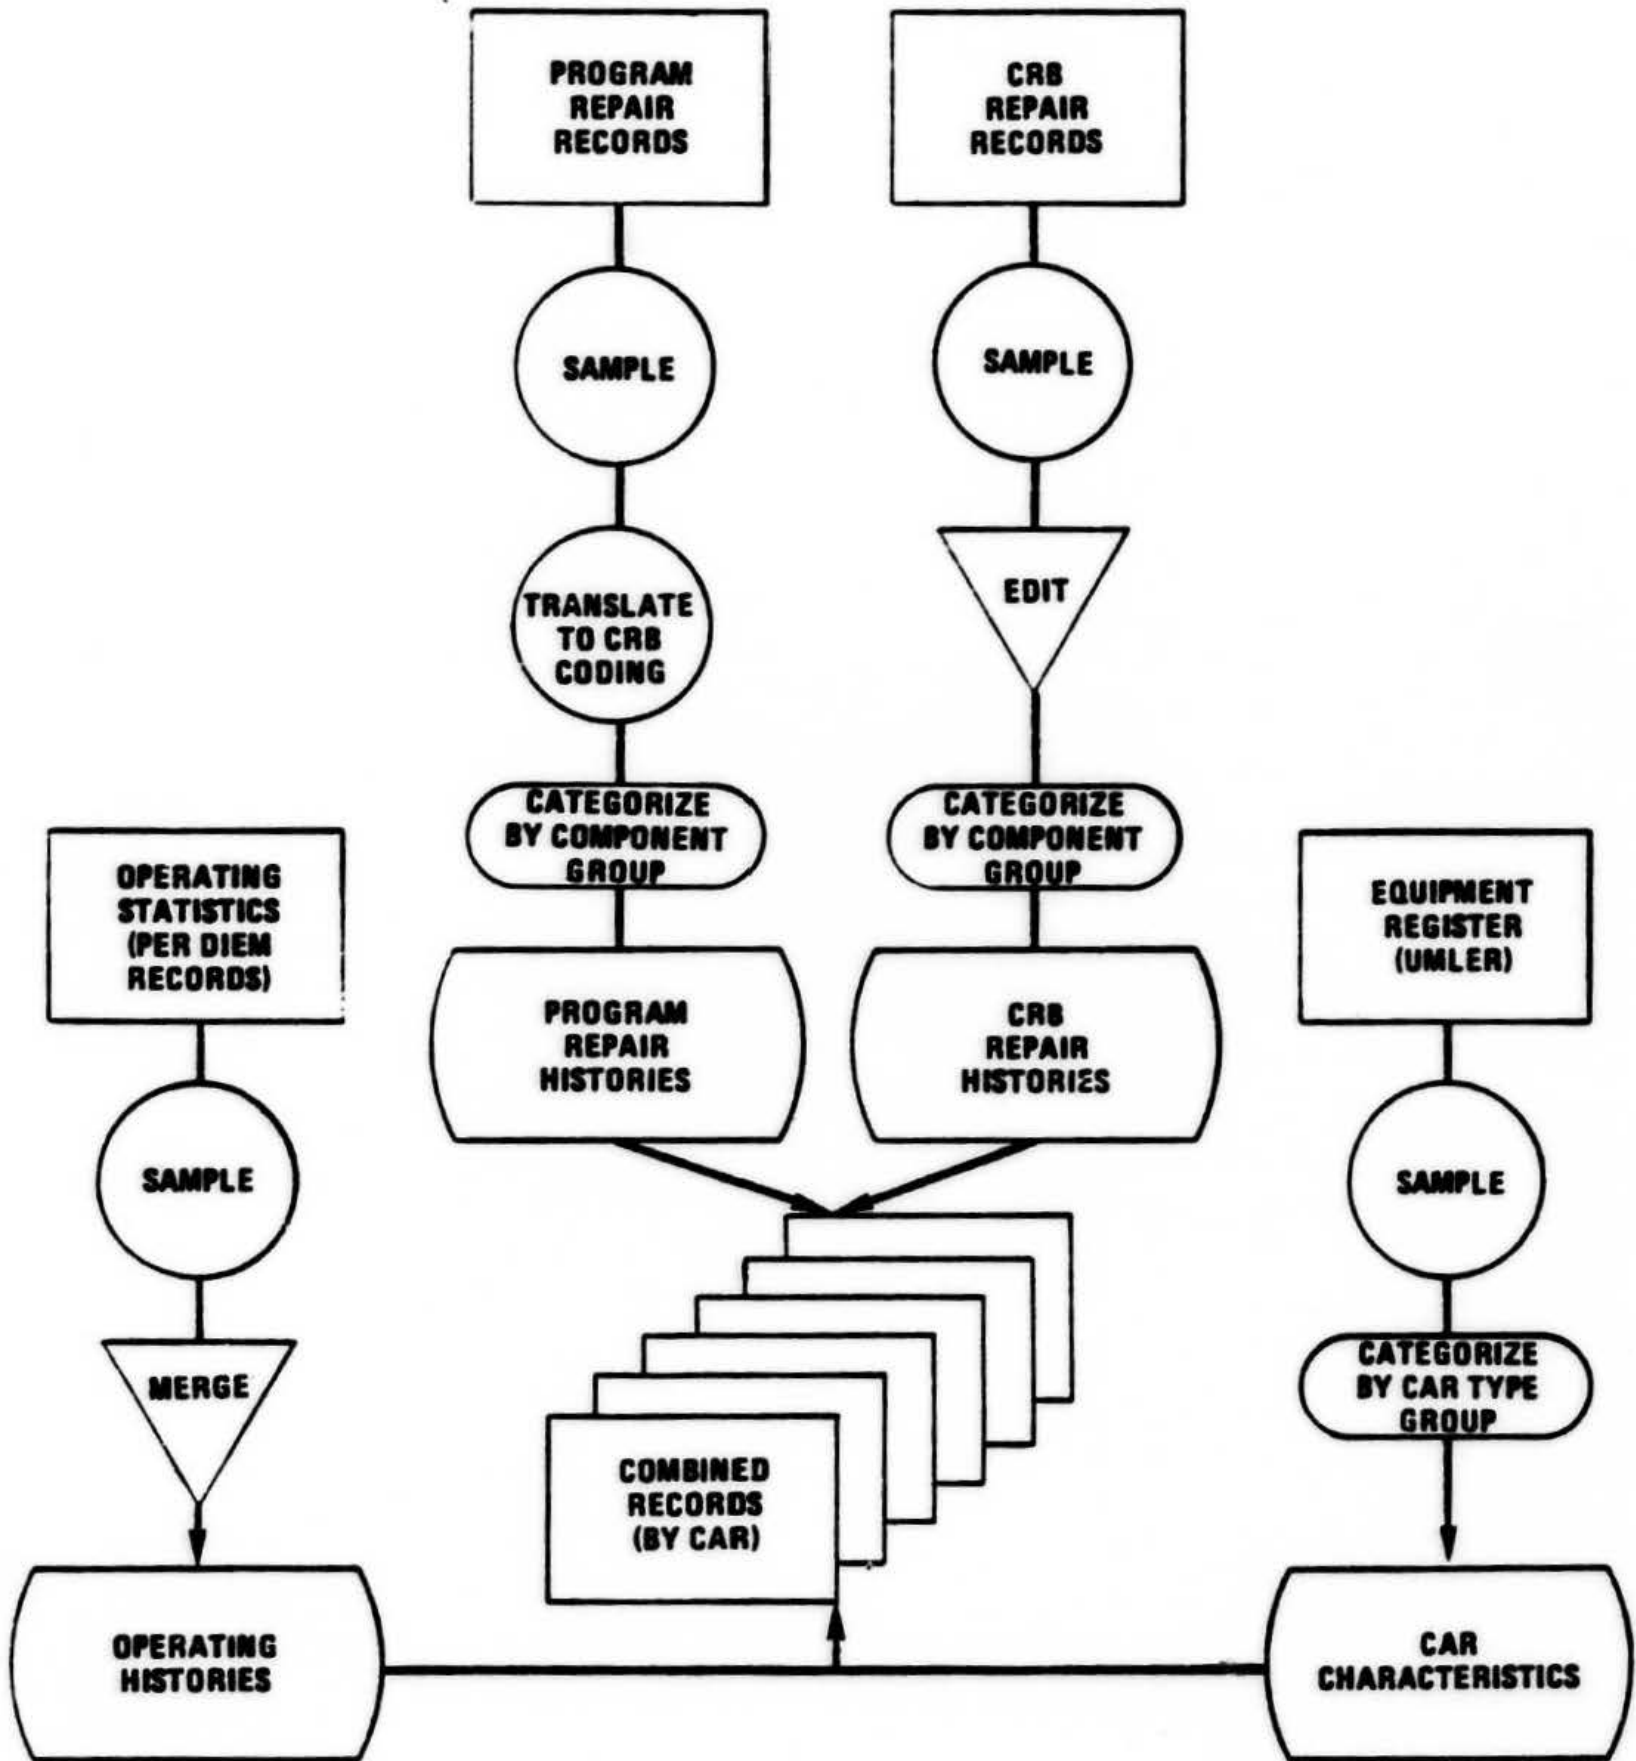 PROGRAM
REPAIR
RECORDS
CRB
REPAIR
RECORDS
SAMPLE
SAMPLE
TRANSLATE
TO CRB
CODING
EDIT
CATEGORIZE
BY COMPONENT
GROUP
CATEGORIZE
BY COMPONENT
GROUP
OPERATING
STATISTICS
(PER DIEM
RECORDS)
EQUIPMENT
REGISTER
(UMLER)
PROGRAM
REPAIR
HISTORIES
CRB
REPAIR
HISTORIES
SAMPLE
SAMPLE
MERGE
CATEGORIZE
BY CAR TYPE
GROUP
COMBINED
RECORDS
(BY CAR)
OPERATING
HISTORIES
CAR
CHARACTERISTICS